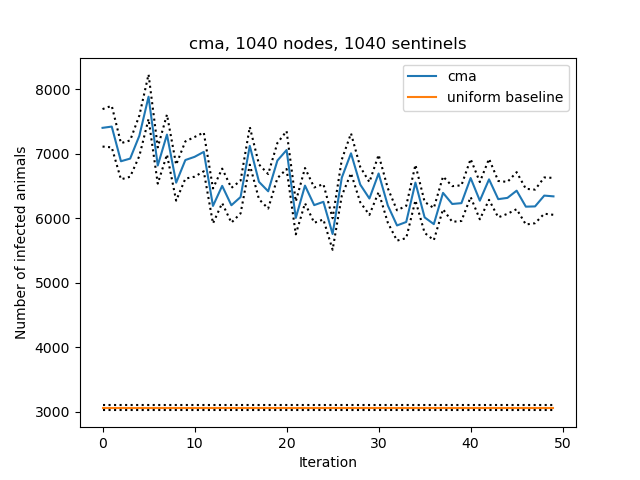 cma, 1040 nodes, 1040 sentinels
cma
uniform baseline
Number of infected animals
8000
7000
6000
5000
4000
3000
0 10 20 30 40 50
Iteration